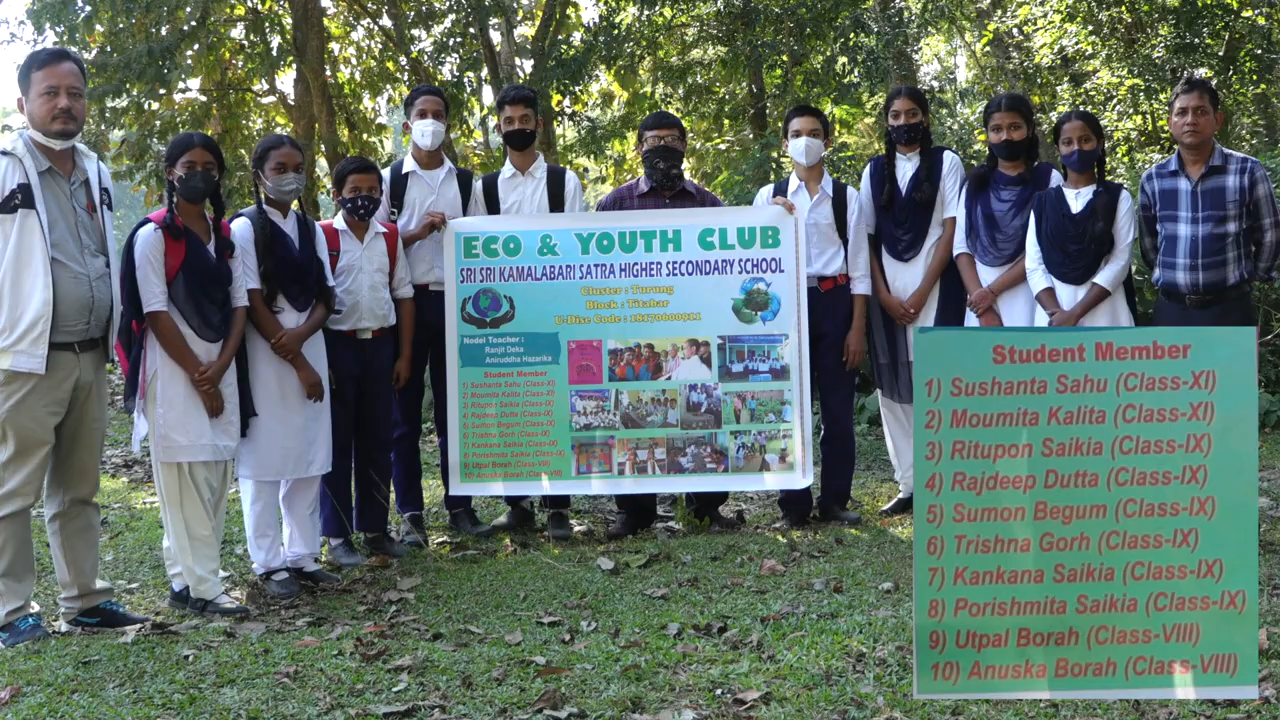 ECO & YOUTH CLUB
SRI SRI KAMALABARI SATRA HIGHER SECONDARY SCHOOL
Cluster : Turung
Block : Titabar
U-Dise Code : 18170600911
Nodel Teacher :
Ranjit Deka
Aniruddha Hazarika
Student Member
1) Sushanta Sahu (Class-XI)
2) Moumita Kalita (Class-XI)
3) Ritupon Saikia (Class-IX)
4) Rajdeep Dutta (Class-IX)
5) Sumon Begum (Class-IX)
6) Trishna Gorh (Class-IX)
7) Kankana Saikia (Class-IX)
8) Porishmita Saikia (Class-IX)
9) Utpal Borah (Class-VIII)
10) Anuska Borah (Class-VIII)
Student Member
1) Sushanta Sahu (Class-XI)
2) Moumita Kalita (Class-XI)
3) Ritupon Saikia (Class-IX)
4) Rajdeep Dutta (Class-IX)
5) Sumon Begum (Class-IX)
6) Trishna Gorh (Class-IX)
7) Kankana Saikia (Class-IX)
8) Porishmita Saikia (Class-IX)
9) Utpal Borah (Class-VIII)
10) Anuska Borah (Class-VIII)